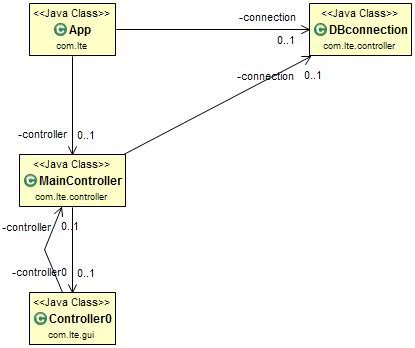 <<Java Class>>
C App
com.lte
-connection
0..1
<<Java Class>>
C DBconnection
com.lte.controller
-connection
0..1
-controller
0..1
<<Java Class>>
C MainController
com.lte.controller
-controller
0..1
-controller0
0..1
<<Java Class>>
C Controller0
com.lte.gui